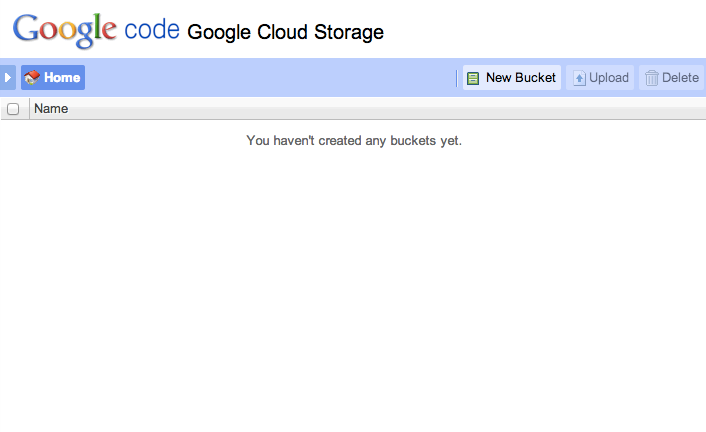 Google code Google Cloud Storage
Home New Bucket Upload Delete
Name
You haven't created any buckets yet.